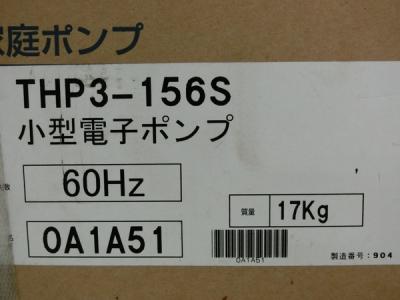 家庭ポンプ
THP3-156S
小型電子ポンプ
60Hz
質量 17Kg
0A1A51
0A1A51
製造番号:904